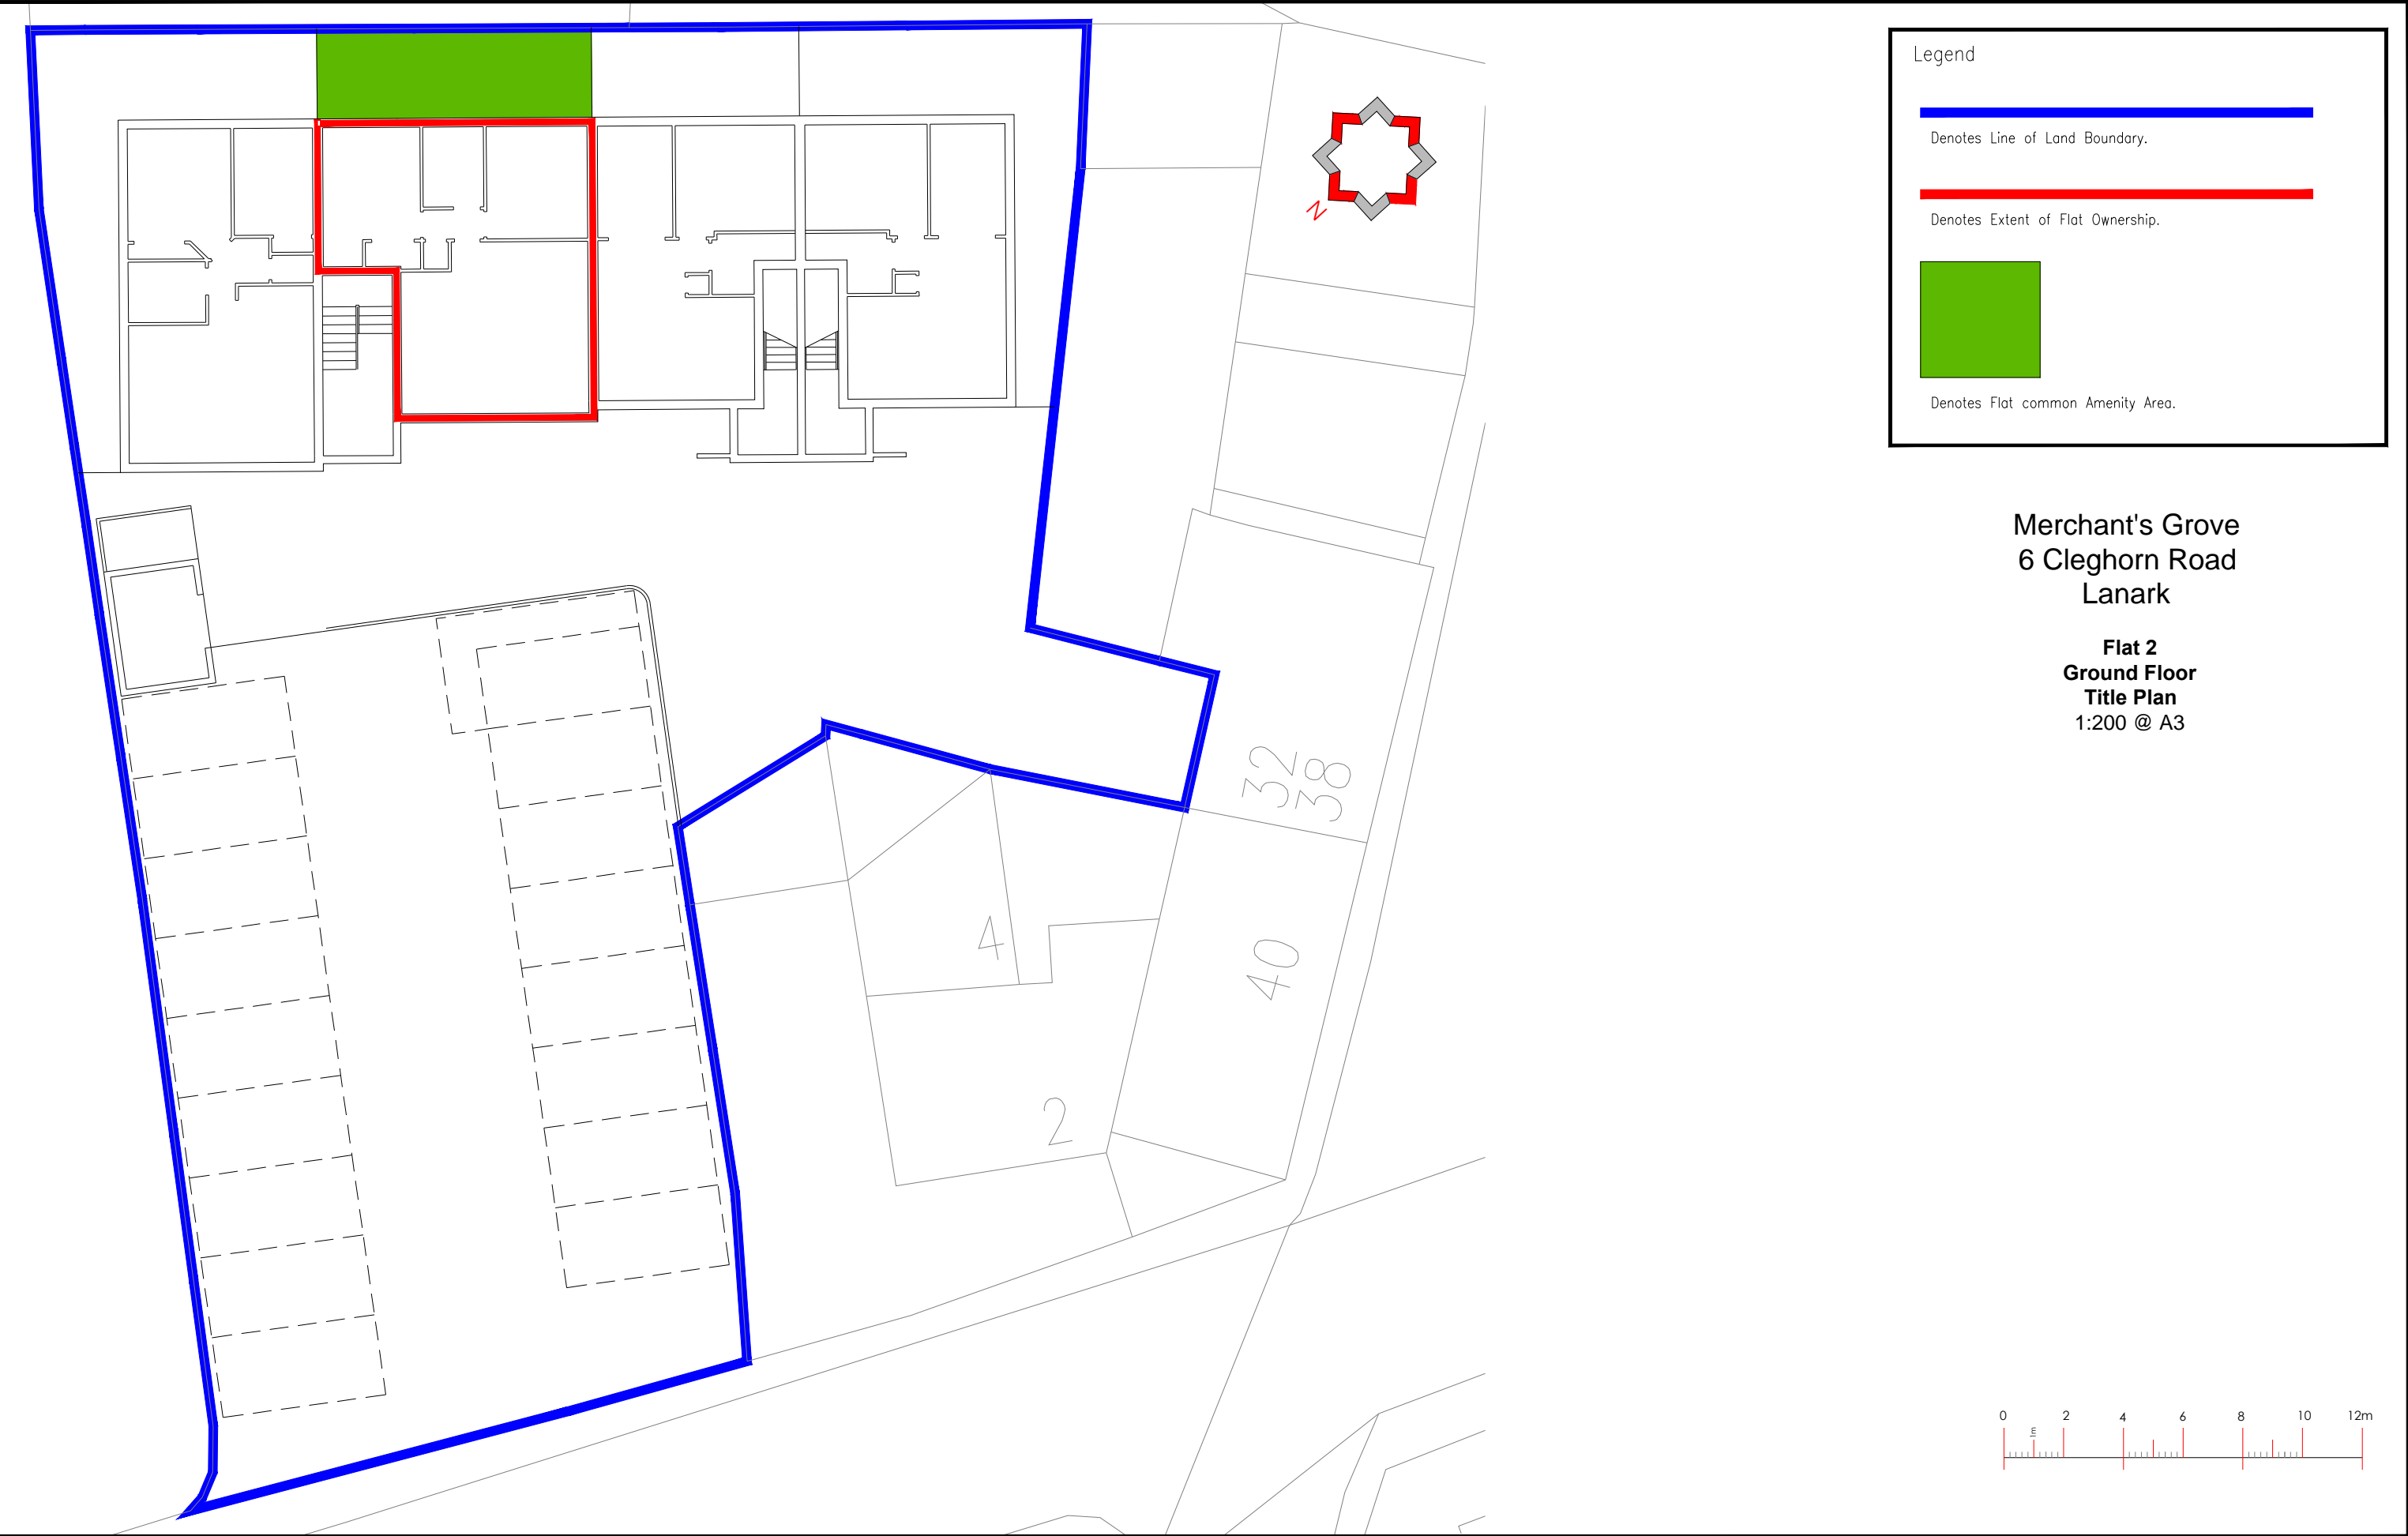 Legend
Denotes Line of Land Boundary.
Denotes Extent of Flat Ownership.
Denotes Flat common Amenity Area.
N
Merchant's Grove
6 Cleghorn Road
Lanark
Flat 2
Ground Floor
Title Plan
1:200 @ A3
32
38
4
40
2
0 2 4 6 8 10 12m
1m